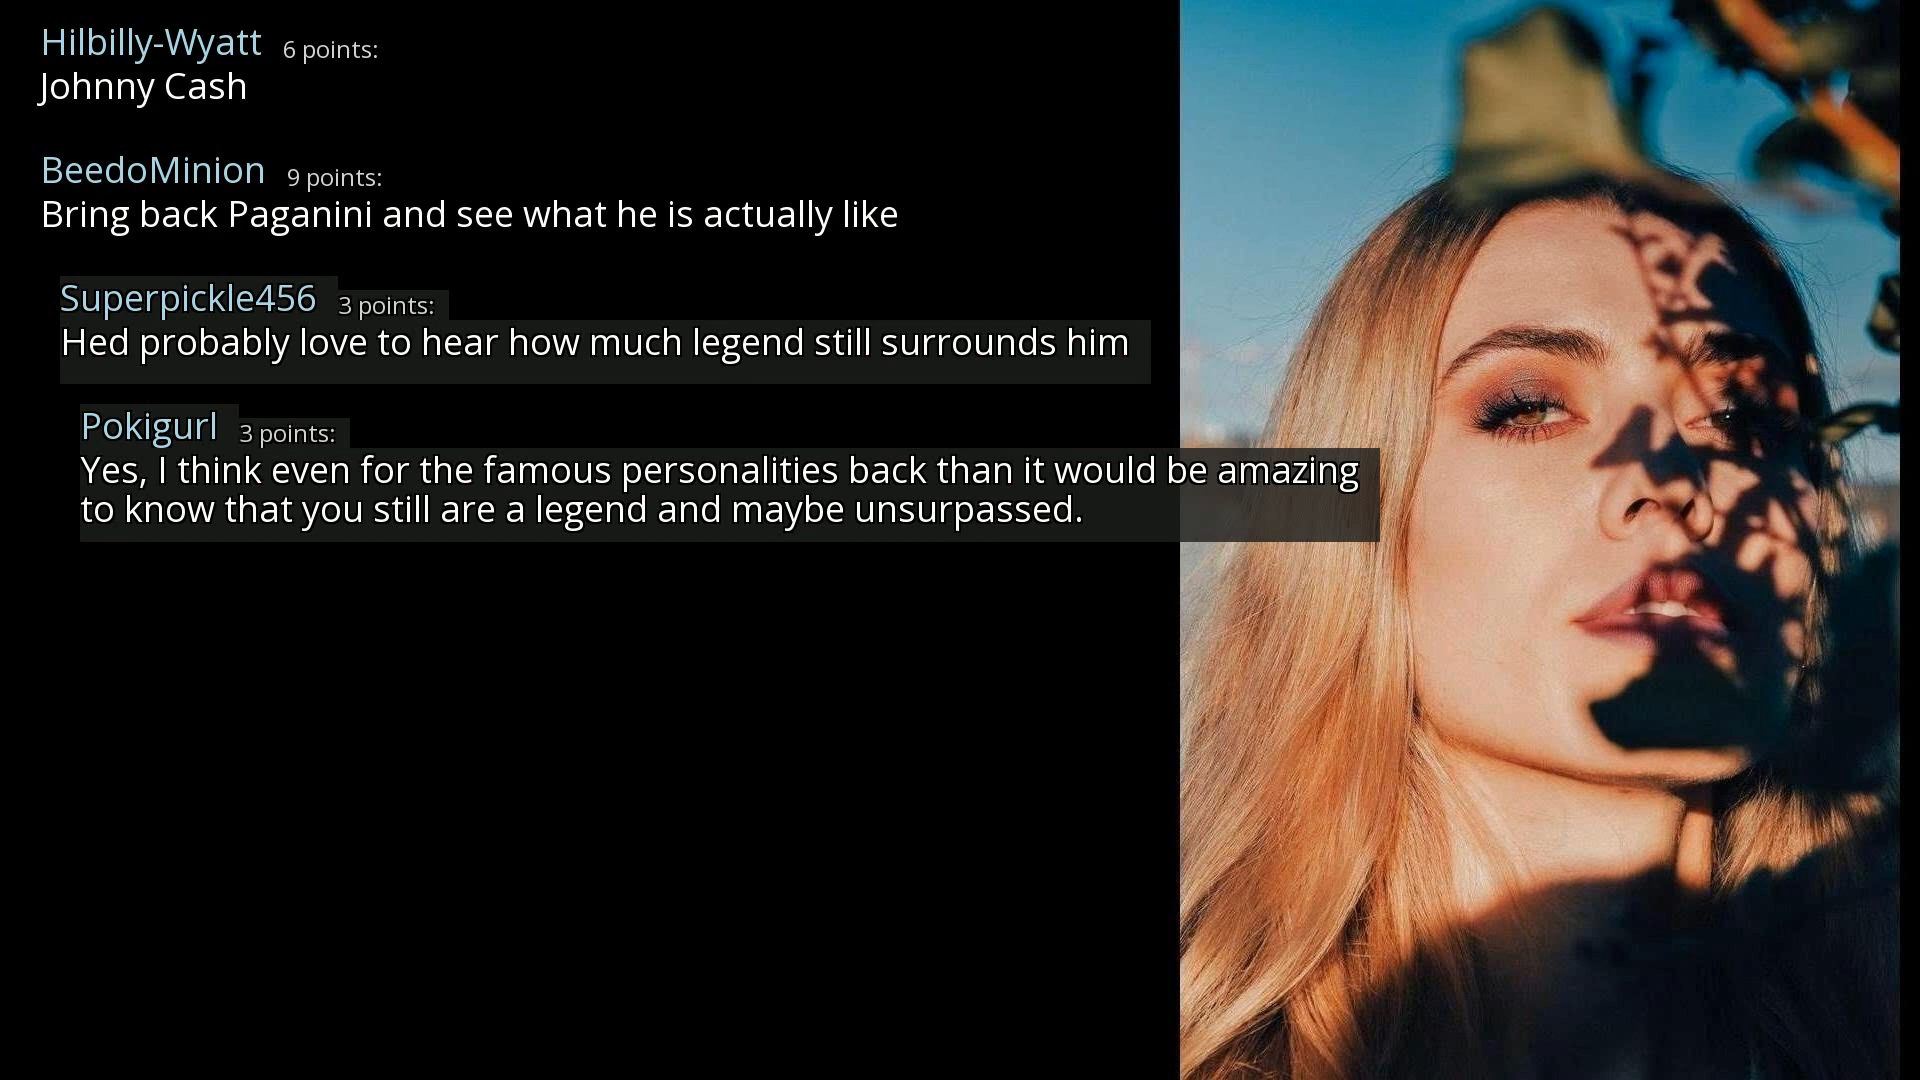 Hilbilly-Wyatt 6 points:
Johnny Cash
BeedoMinion 9 points:
Bring back Paganini and see what he is actually like
Superpickle456 3 points:
Hed probably love to hear how much legend still surrounds him
Pokigurl 3 points:
Yes, I think even for the famous personalities back than it would be amazing
to know that you still are a legend and maybe unsurpassed.